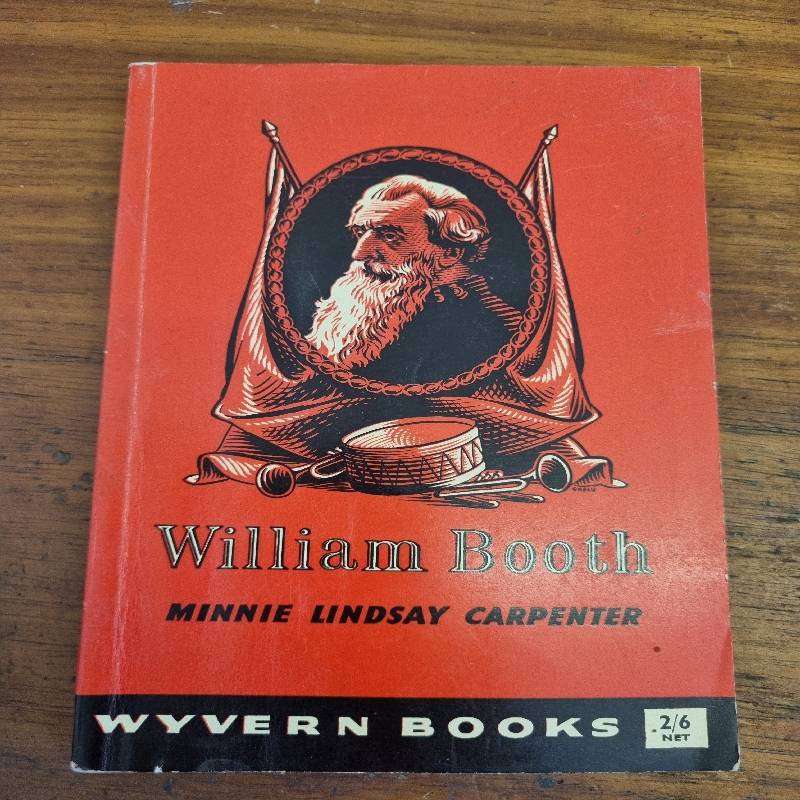 William Booth
MINNIE LINDSAY CARPENTER
WYVERN BOOKS
2/6
NET